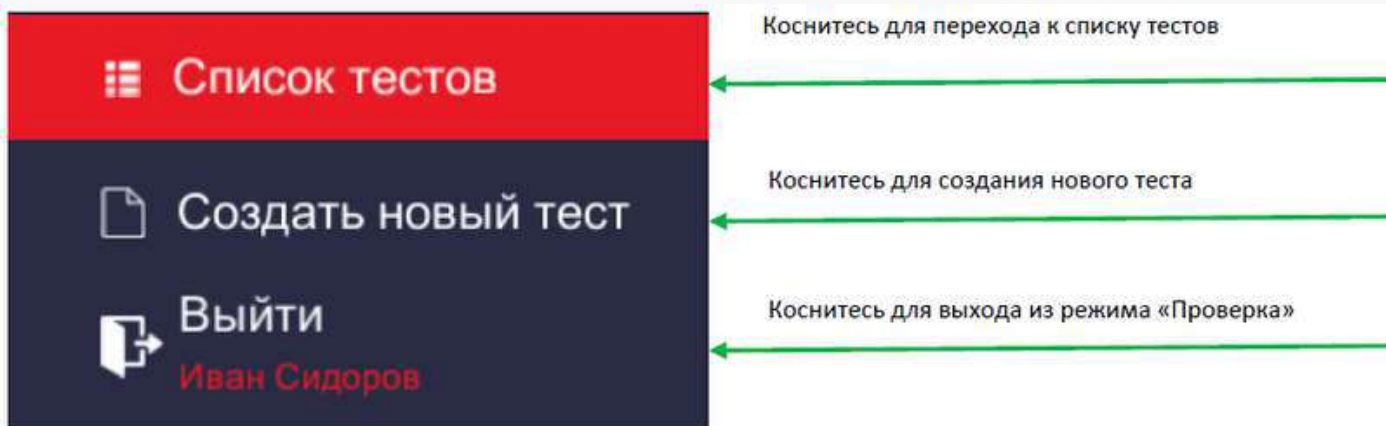 Коснитесь для перехода к списку тестов
Список тестов
Коснитесь для создания нового теста
Создать новый тест
Коснитесь для выхода из режима «Проверка»
Выйти
Иван Сидоров